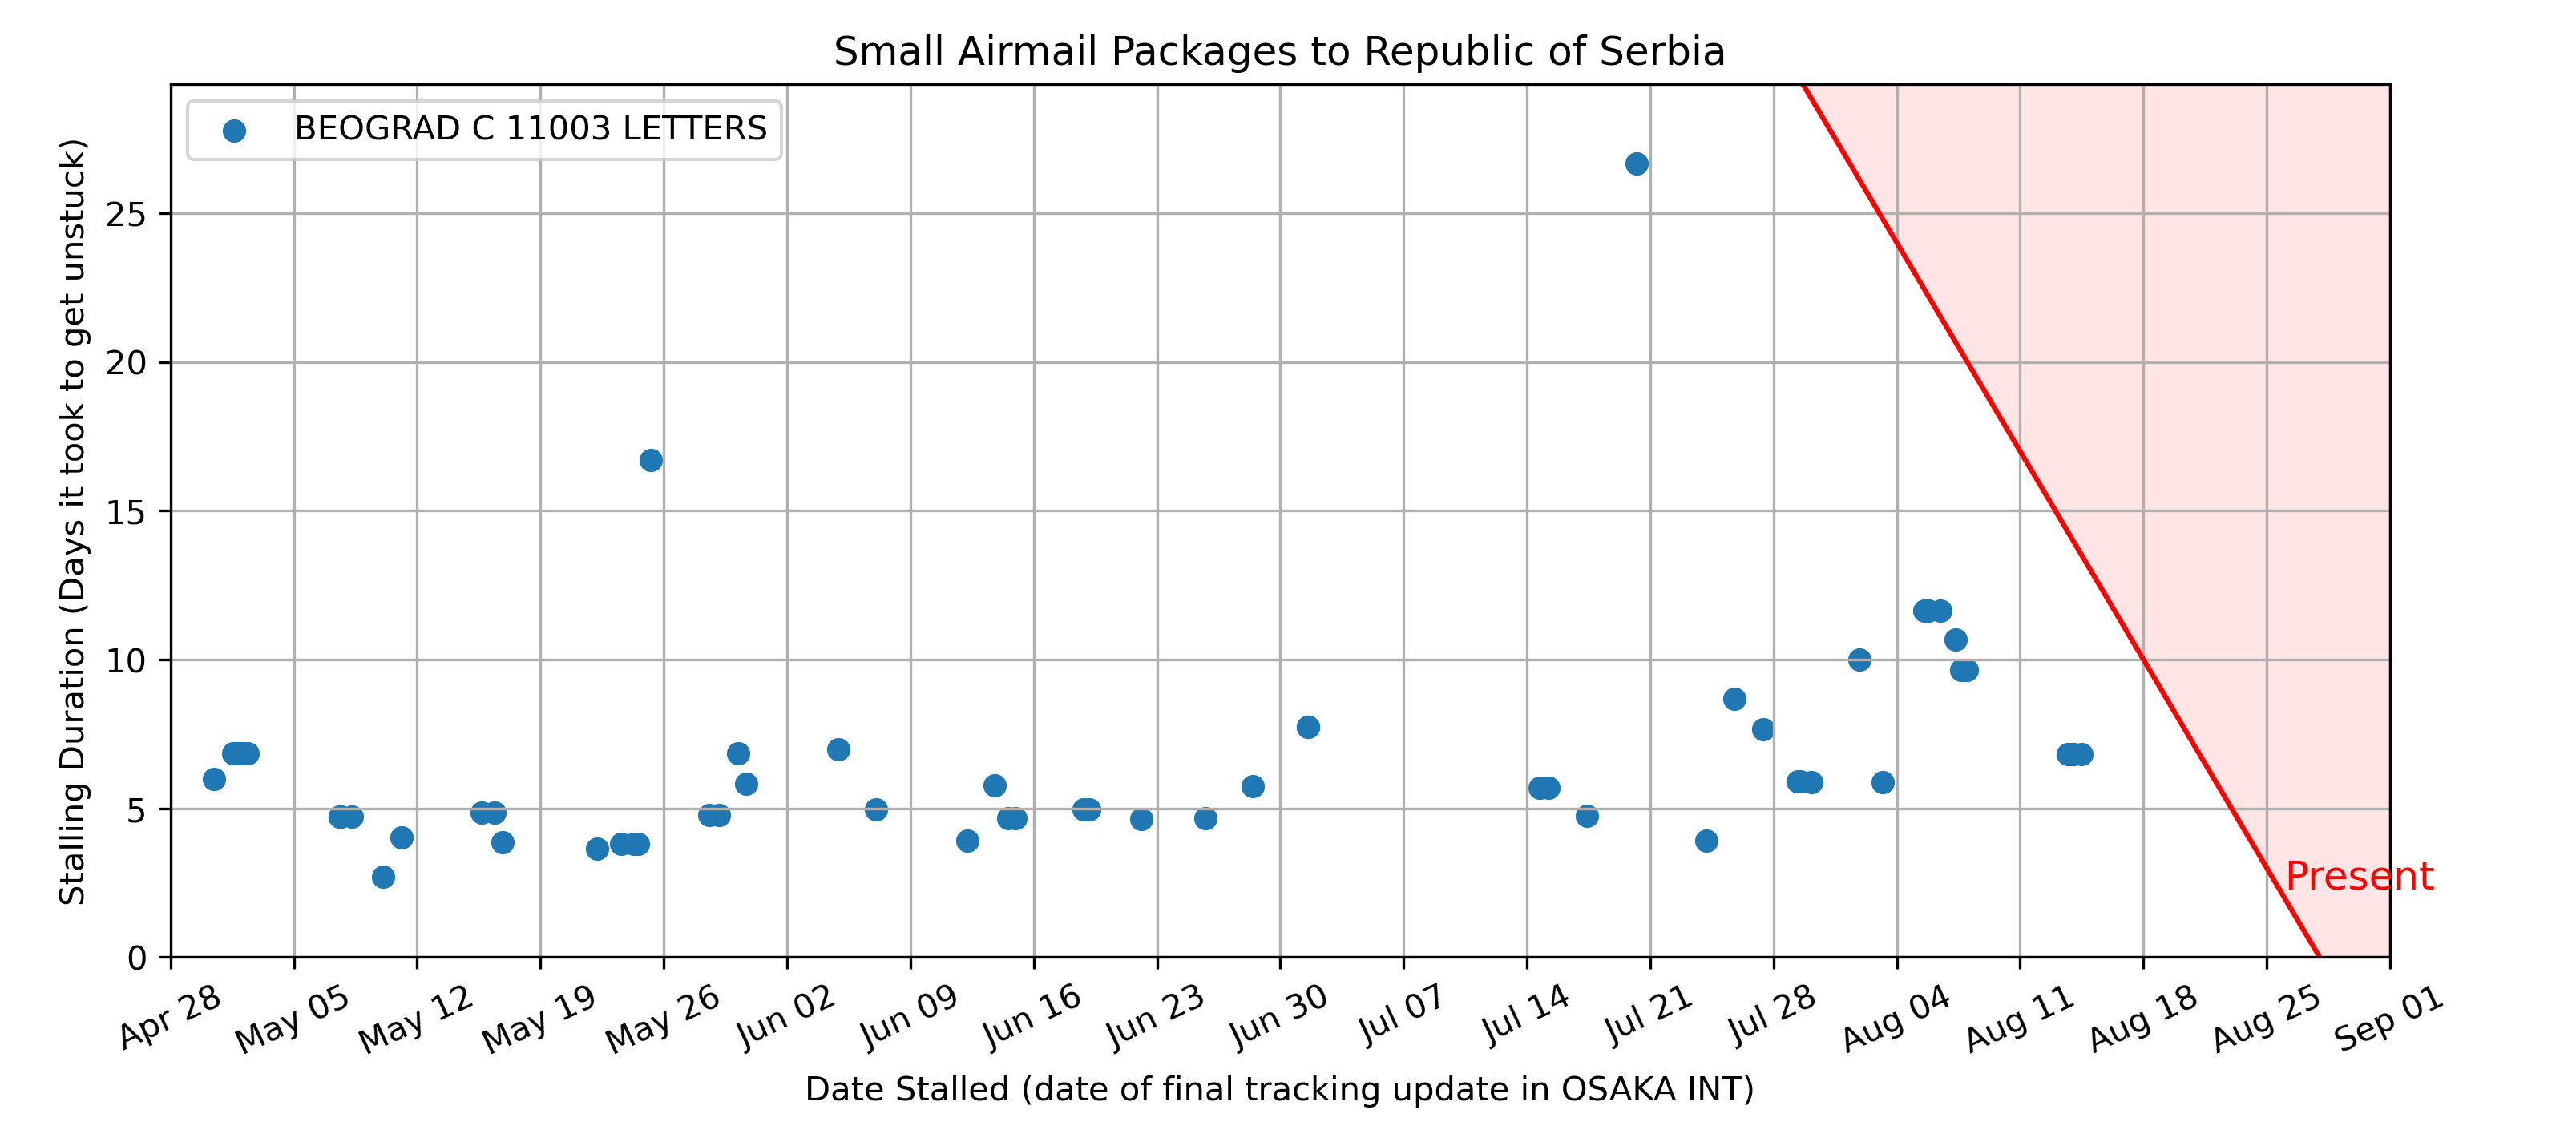 Small Airmail Packages to Republic of Serbia
BEOGRAD C 11003 LETTERS
Stalling Duration (Days it took to get unstuck)
25
20
15
10
5
0
Present
Apr 28
May 05
May 12
May 19
May 26
Jun 02
Jun 09
Jun 16
Jun 23
Jun 30
Jul 07
Jul 14
Jul 21
Jul 28
Aug 04
Aug 11
Aug 18
Aug 25
Sep 01
Date Stalled (date of final tracking update in OSAKA INT)